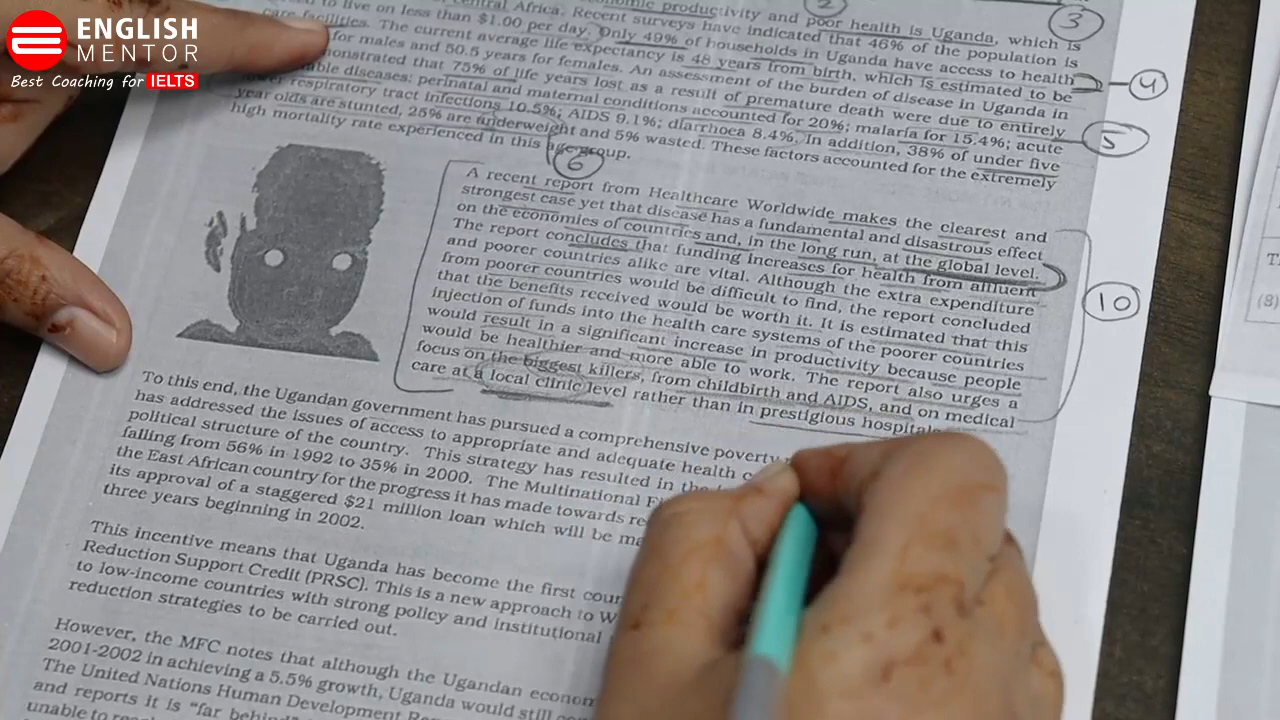 ENGLISH
MENTOR
Best Coaching for IELTS
to live on less than $1.00 per day. Recent surveys have indicated that 46% of the population is
central Africa. economic productivity and poor health is Uganda, which is
care facilities. The current average life expectancy is 48 years from birth, which is estimated to be
Only 49% of households in Uganda have access to health
for males and 50.5 years for females. An assessment of the burden of disease in Uganda in
demonstrated that 75% of life years lost as a result of premature death were due to entirely
diseases: perinatal and maternal conditions accounted for 20%; malaria for 15.4%; acute
respiratory tract infections 10.5%; AIDS 9.1%; diarrhoea 8.4%. In addition, 38% of under five
year olds are stunted, 25% are underweight and 5% wasted. These factors accounted for the extremely
high mortality rate experienced in this age group.
2
3
4
5
6
A recent report from Healthcare Worldwide makes the clearest and
strongest case yet that disease has a fundamental and disastrous effect
on the economies of countries and, in the long run, at the global level.
The report concludes that funding increases for health from affluent
and poorer countries alike are vital. Although the extra expenditure
from poorer countries would be difficult to find, the report concluded
that the benefits received would be worth it. It is estimated that this
injection of funds into the health care systems of the poorer countries
would result in a significant increase in productivity because people
would be healthier and more able to work. The report also urges a
focus on the biggest killers, from childbirth and AIDS, and on medical
care at a local clinic level rather than in prestigious hospitals
10
To this end, the Ugandan government has pursued a comprehensive poverty
has addressed the issues of access to appropriate and adequate health
political structure of the country. This strategy has resulted in the
falling from 56% in 1992 to 35% in 2000. The Multinational
the East African country for the progress it has made towards
its approval of a staggered $21 million loan which will be
three years beginning in 2002.
This incentive means that Uganda has become the first
Reduction Support Credit (PRSC). This is a new approach to
to low-income countries with strong policy and institutional
reduction strategies to be carried out.
However, the MFC notes that although the Ugandan
2001-2002 in achieving a 5.5% growth, Uganda would still
The United Nations Human Development
and reports it is "far behind"
unable to
(8)